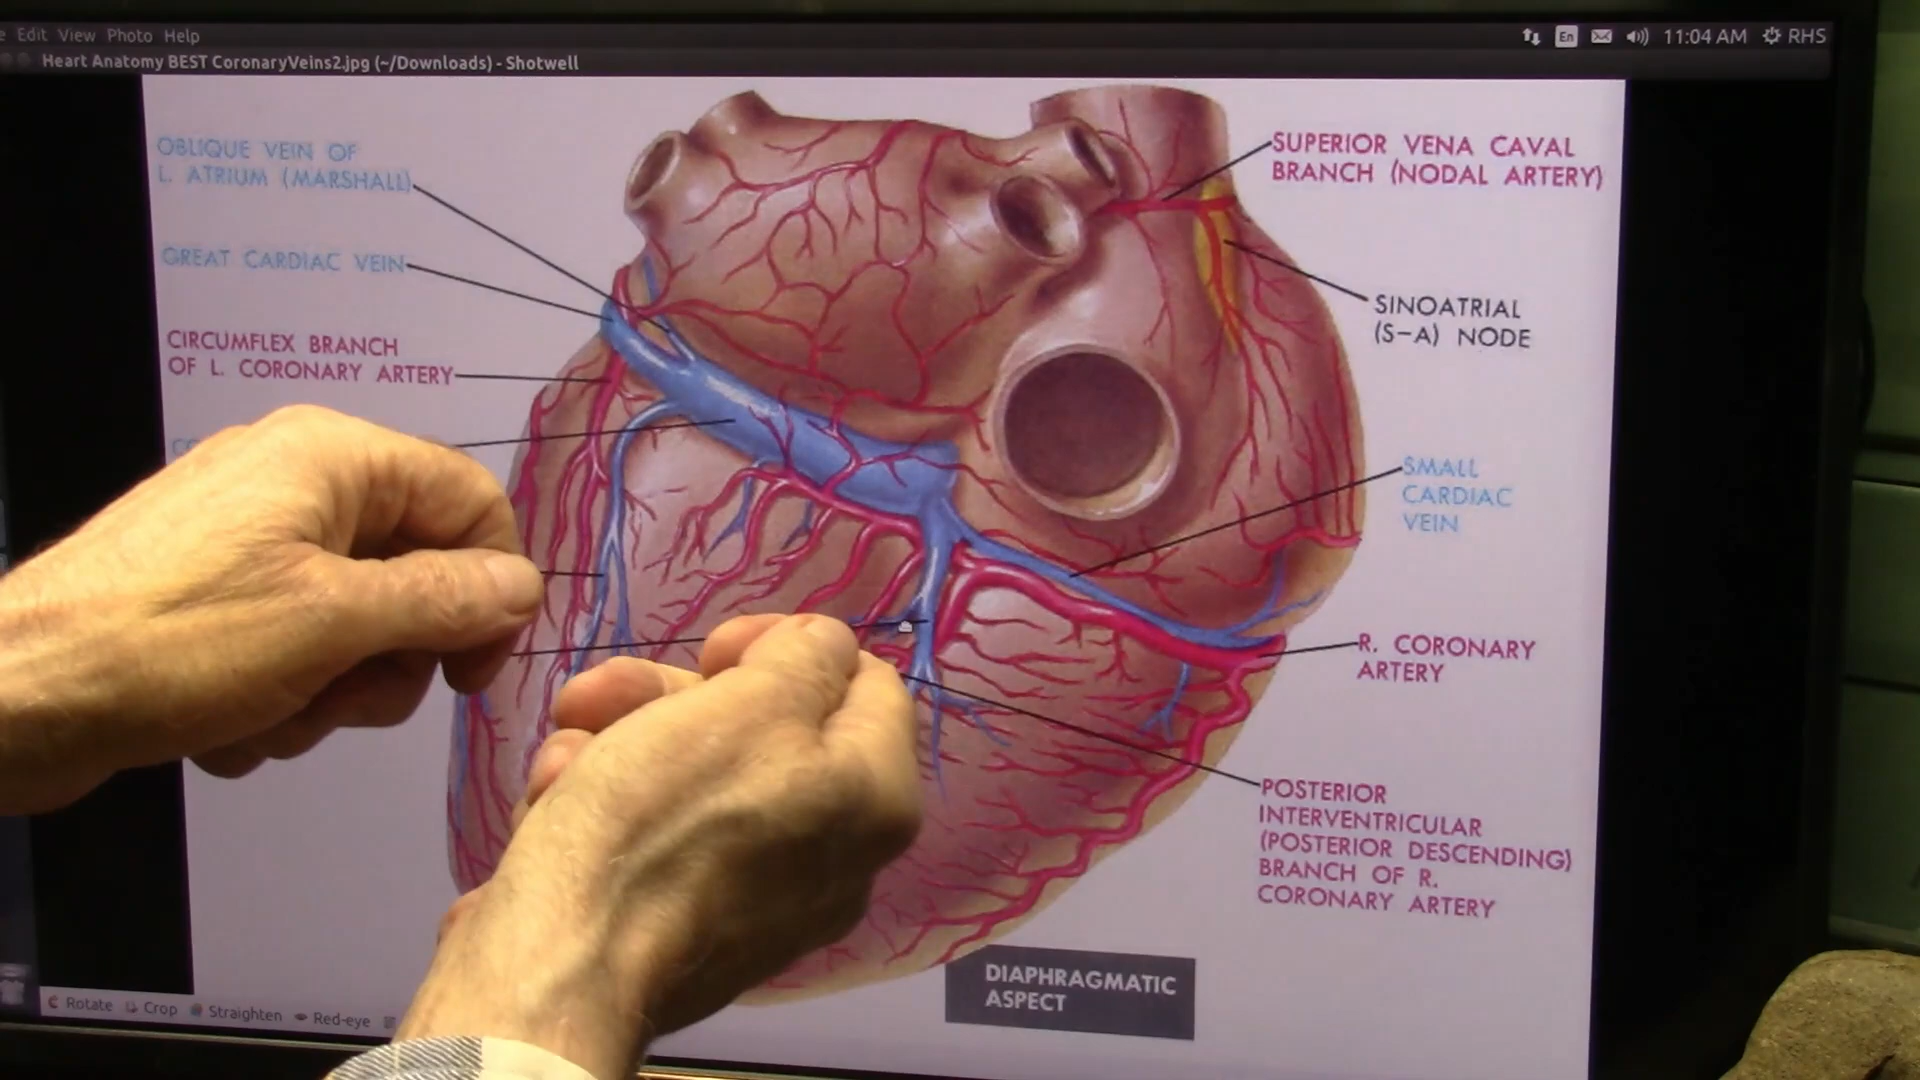 Edit View Photo Help
En 11:04 AM RHS
Heart Anatomy BEST CoronaryVeins2.jpg (~/Downloads) - Shotwell
OBLIQUE VEIN OF
L. ATRIUM (MARSHALL)
GREAT CARDIAC VEIN
CIRCUMFLEX BRANCH
OF L. CORONARY ARTERY
SUPERIOR VENA CAVAL
BRANCH (NODAL ARTERY)
SINOATRIAL
(S-A) NODE
SMALL
CARDIAC
VEIN
R. CORONARY
ARTERY
POSTERIOR
INTERVENTRICULAR
(POSTERIOR DESCENDING)
BRANCH OF R.
CORONARY ARTERY
DIAPHRAGMATIC
ASPECT
Rotate Crop Straighten Red-eye